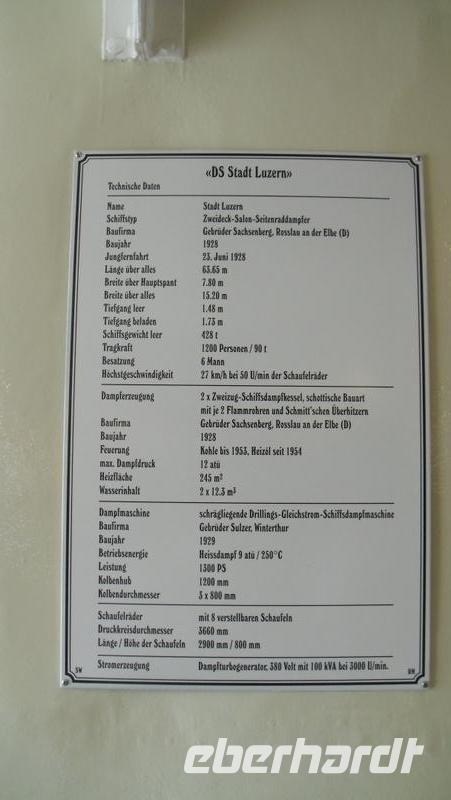 «DS Stadt Luzern»
Technische Daten
Name Stadt Luzern
Schiffstyp Zweideck-Salon-Seitenraddampfer
Baufirma Gebrüder Sachsenberg, Rosslau an der Elbe (D)
Baujahr 1928
Jungfernfahrt 23. Juni 1928
Länge über alles 63.65 m
Breite über Hauptspant 7.80 m
Breite über alles 15.20 m
Tiefgang leer 1.48 m
Tiefgang beladen 1.73 m
Schiffsgewicht leer 428 t
Tragkraft 1200 Personen / 90 t
Besatzung 6 Mann
Höchstgeschwindigkeit 27 km/h bei 50 U/min der Schaufelräder
Dampferzeugung 2 x Zweizug-Schiffsdampfkessel, schottische Bauart
mit je 2 Flammrohren und Schmitt'schen Überhitzern
Baufirma Gebrüder Sachsenberg, Rosslau an der Elbe (D)
Baujahr 1928
Feuerung Kohle bis 1953, Heizöl seit 1954
max. Dampfdruck 12 atü
Heizfläche 245 m²
Wasserinhalt 2 x 12.3 m³
Dampfmaschine schrägliegende Drillings-Gleichstrom-Schiffsdampfmaschine
Baufirma Gebrüder Sulzer, Winterthur
Baujahr 1929
Betriebsenergie Heissdampf 9 atü / 250°C
Leistung 1300 PS
Kolbenhub 1200 mm
Kolbendurchmesser 3 x 800 mm
Schaufelräder mit 8 verstellbaren Schaufeln
Druckkreisdurchmesser 3660 mm
Länge / Höhe der Schaufeln 2900 mm / 800 mm
Stromerzeugung Dampfturbogenerator, 380 Volt mit 100 kVA bei 3000 U/min.
SW
eberhardt